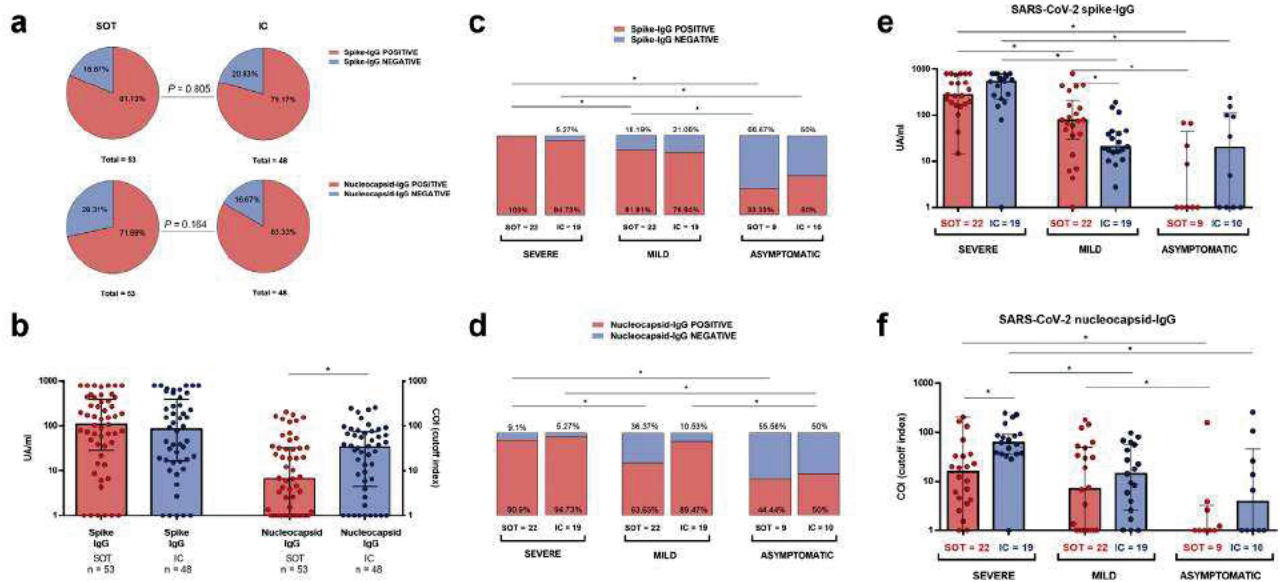 a
SOT
IC
Spike-IgG POSITIVE
Spike-IgG NEGATIVE
18.87%
81.13%
P = 0.805
20.83%
79.17%
Total = 53
Total = 48
Nucleocapsid-IgG POSITIVE
Nucleocapsid-IgG NEGATIVE
28.31%
71.69%
P = 0.164
16.67%
83.33%
Total = 53
Total = 48
b
*
1000
100
10
1
UA/ml
1000
100
10
1
COI (cutoff index)
Spike IgG
Spike IgG
Nucleocapsid IgG
Nucleocapsid IgG
SOT
IC
SOT
IC
n = 53
n = 48
n = 53
n = 48
c
Spike-IgG POSITIVE
Spike-IgG NEGATIVE
*
*
*
*
5.27%
18.19%
21.06%
66.67%
50%
100%
94.73%
81.81%
78.94%
33.33%
50%
SOT = 22
IC = 19
SOT = 22
IC = 19
SOT = 9
IC = 10
SEVERE
MILD
ASYMPTOMATIC
d
Nucleocapsid-IgG POSITIVE
Nucleocapsid-IgG NEGATIVE
*
*
*
*
9.1%
5.27%
36.37%
10.53%
55.56%
50%
90.9%
94.73%
63.63%
89.47%
44.44%
50%
SOT = 22
IC = 19
SOT = 22
IC = 19
SOT = 9
IC = 10
SEVERE
MILD
ASYMPTOMATIC
e
SARS-CoV-2 spike-IgG
*
*
*
*
*
*
1000
100
10
1
UA/ml
SOT = 22
IC = 19
SOT = 22
IC = 19
SOT = 9
IC = 10
SEVERE
MILD
ASYMPTOMATIC
f
SARS-CoV-2 nucleocapsid-IgG
*
*
*
*
*
1000
100
10
1
COI (cutoff index)
SOT = 22
IC = 19
SOT = 22
IC = 19
SOT = 9
IC = 10
SEVERE
MILD
ASYMPTOMATIC